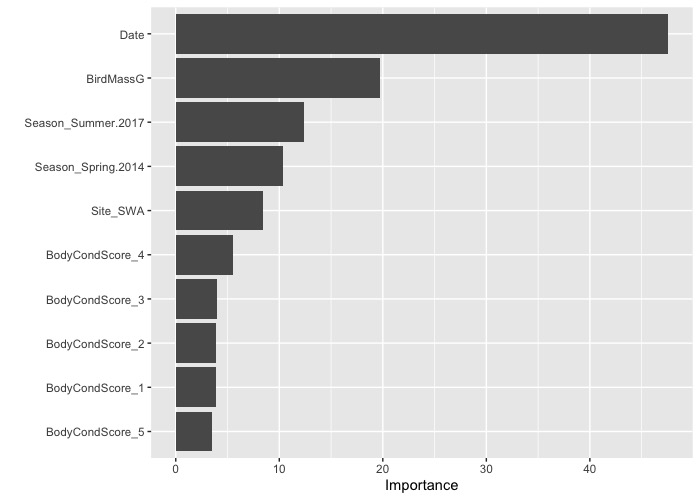 Date
BirdMassG
Season_Summer.2017
Season_Spring.2014
Site_SWA
BodyCondScore_4
BodyCondScore_3
BodyCondScore_2
BodyCondScore_1
BodyCondScore_5
0 10 20 30 40
Importance